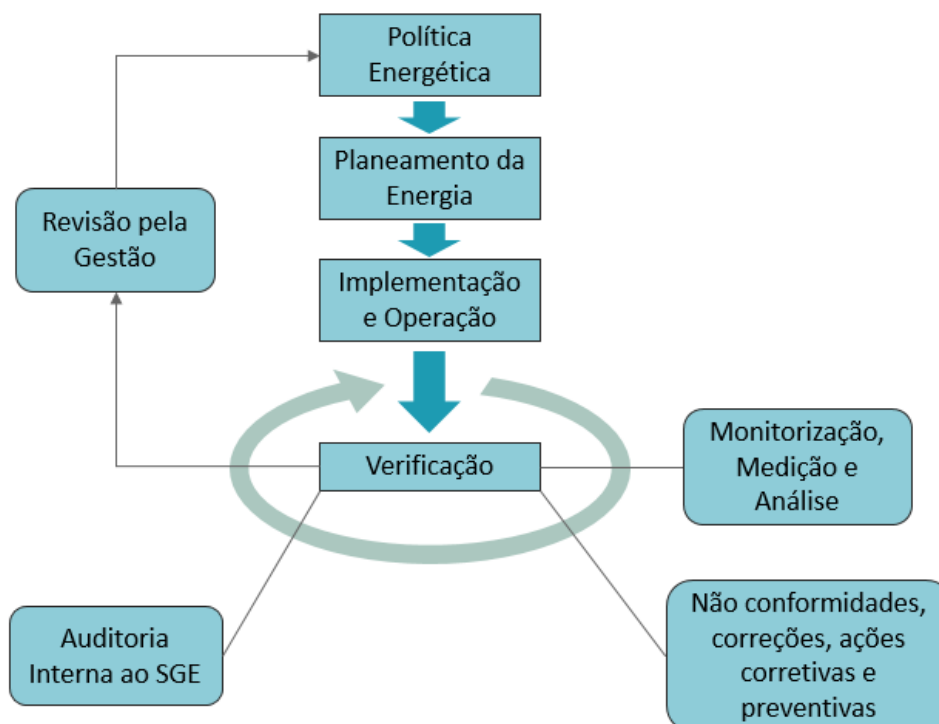 Política
Energética
Planeamento da
Energia
Revisão pela
Gestão
Implementação
e Operação
Verificação
Monitorização,
Medição e
Análise
Auditoria
Interna ao SGE
Não conformidades,
correções, ações
corretivas e
preventivas